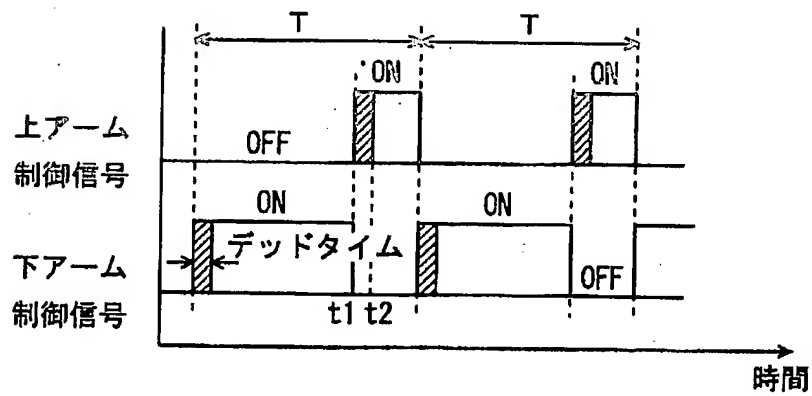 T T
ON ON
上アーム
制御信号
OFF
ON ON
デッドタイム
下アーム
制御信号
OFF
t1 t2
時間